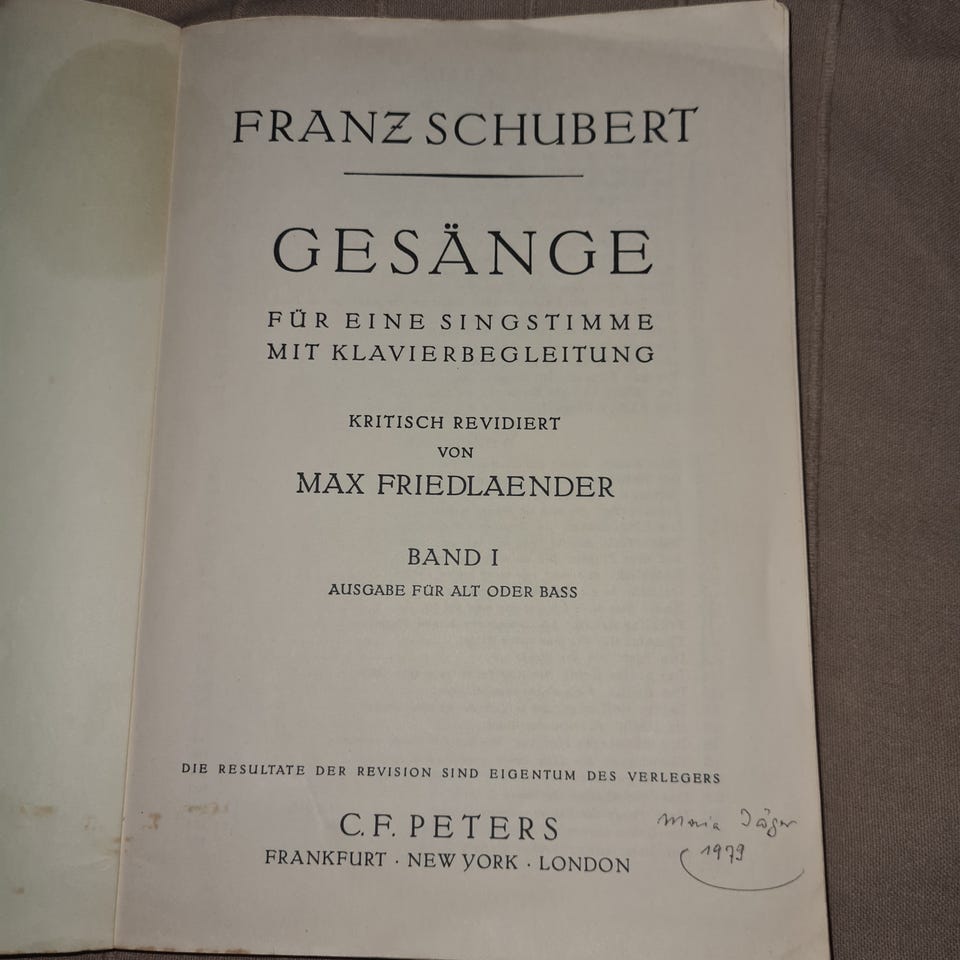 FRANZ SCHUBERT
GESÄNGE
FÜR EINE SINGSTIMME
MIT KLAVIERBEGLEITUNG
KRITISCH REVIDIERT
VON
MAX FRIEDLAENDER
BAND I
AUSGABE FÜR ALT ODER BASS
DIE RESULTATE DER REVISION SIND EIGENTUM DES VERLEGERS
C. F. PETERS
FRANKFURT · NEW YORK · LONDON
Maria Jäger
1979